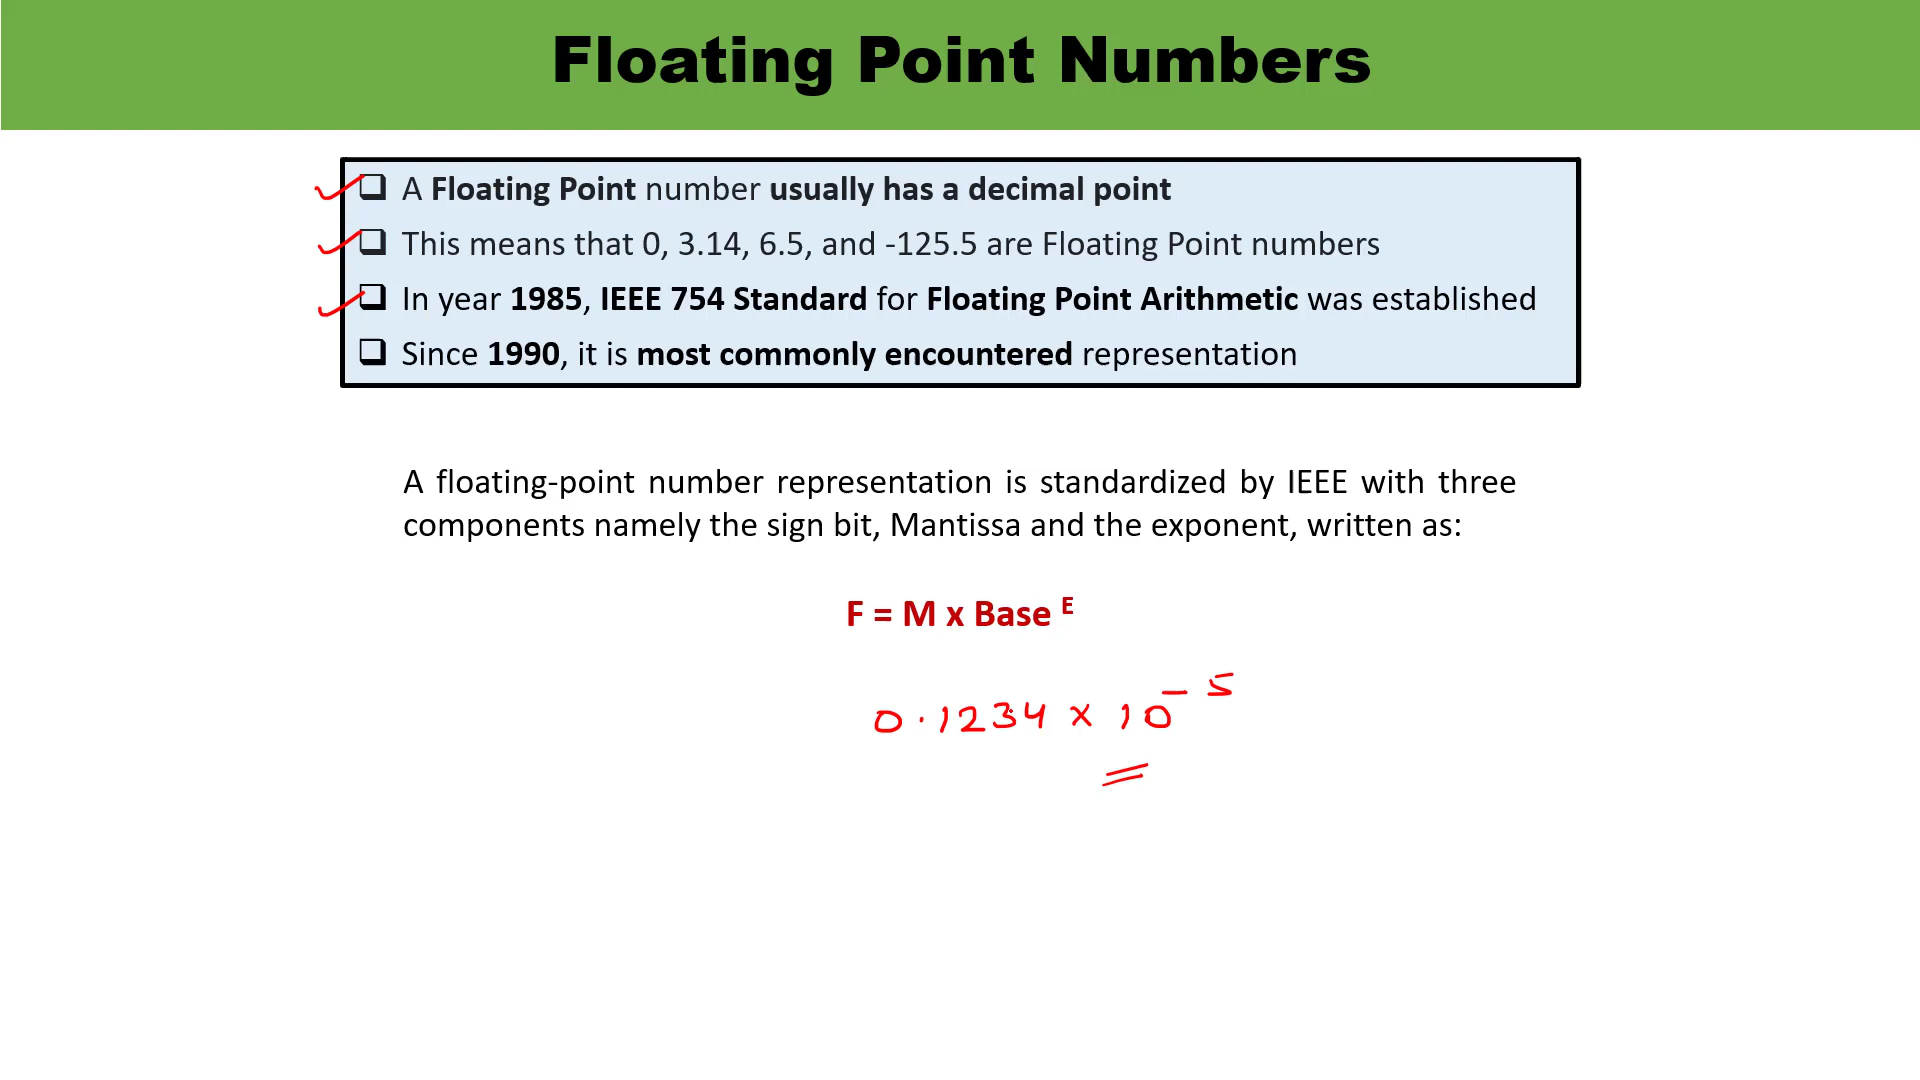 Floating Point Numbers
❑ A Floating Point number usually has a decimal point
❑ This means that 0, 3.14, 6.5, and -125.5 are Floating Point numbers
❑ In year 1985, IEEE 754 Standard for Floating Point Arithmetic was established
❑ Since 1990, it is most commonly encountered representation
A floating-point number representation is standardized by IEEE with three
components namely the sign bit, Mantissa and the exponent, written as:
F = M x Base ᴱ
0.1234 × 10⁻⁵